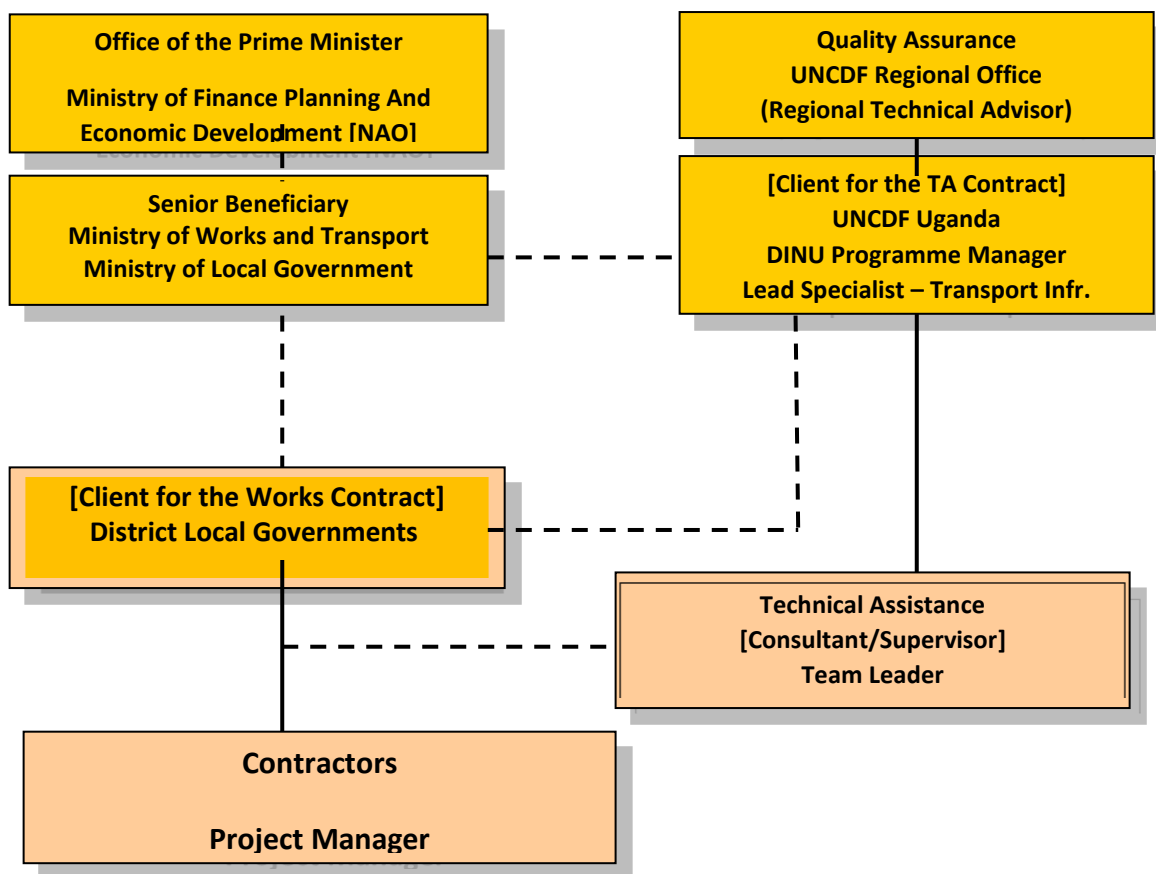 Office of the Prime Minister
Ministry of Finance Planning And
Economic Development [NAO]
Quality Assurance
UNCDF Regional Office
(Regional Technical Advisor)
Senior Beneficiary
Ministry of Works and Transport
Ministry of Local Government
[Client for the TA Contract]
UNCDF Uganda
DINU Programme Manager
Lead Specialist – Transport Infr.
[Client for the Works Contract]
District Local Governments
Technical Assistance
[Consultant/Supervisor]
Team Leader
Contractors
Project Manager